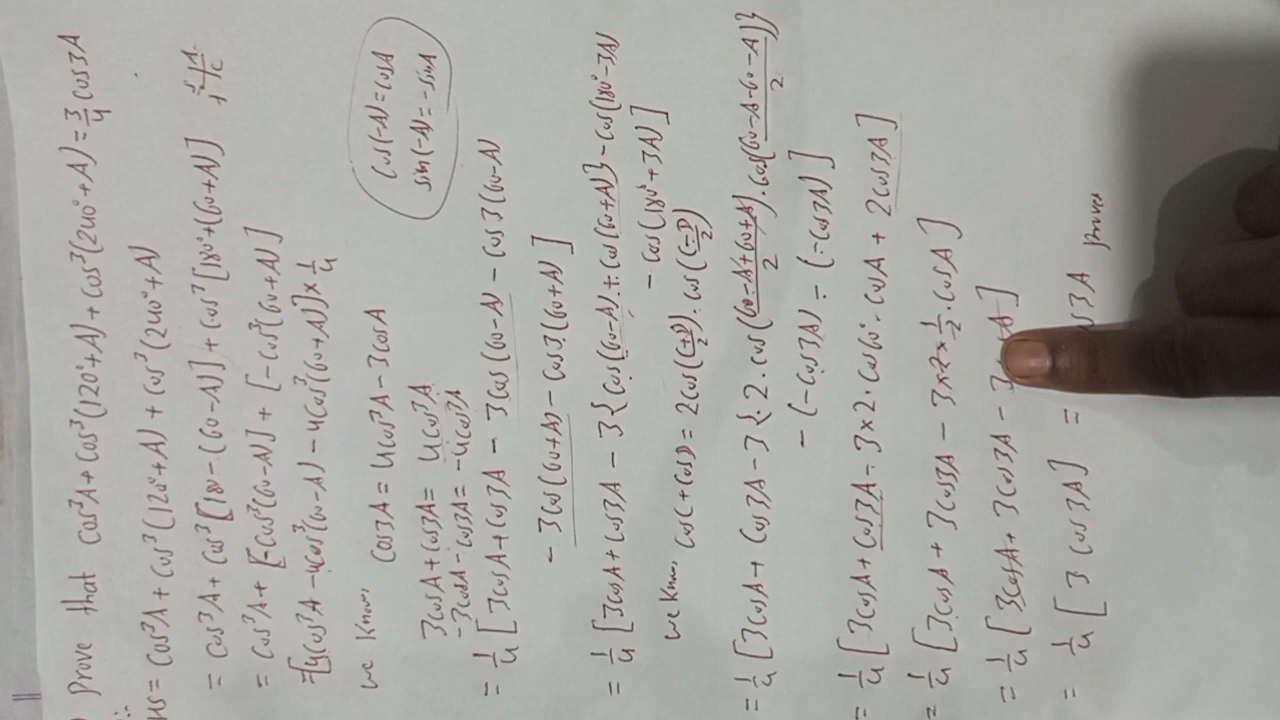 ) Prove that cos³A + cos³(120°+A) + cos³(240°+A) = 3/4 cos3A
∴
HS = cos³A + cos³(120°+A) + cos³(240°+A)
= cos³A + cos³[180-(60-A)] + cos³[180°+(60+A)]
= cos³A + [-cos³(60-A)] + [-cos³(60+A)]
=[4cos³A - 4cos³(60-A) - 4cos³(60+A)]×1/4
cos(-A) = cosA
sin(-A) = -sinA
we know, cos3A = 4cos³A - 3cosA
3cosA + cos3A = 4cos³A
-3cosA - cos3A = -4cos³A
= 1/4 [3cosA + cos3A - 3cos(60-A) - cos3(60-A)
- 3cos(60+A) - cos3(60+A)]
= 1/4 [3cosA + cos3A - 3{cos(60-A) + cos(60+A)} - cos(180°-3A)
- cos(180°+3A)]
we know, cosC + cosD = 2cos((C+D)/2).cos((C-D)/2)
= 1/4 [3cosA + cos3A - 3{2.cos((60-A+60+A)/2).cos((60-A-60-A)/2)}
- (-cos3A) - (-cos3A)]
= 1/4 [3cosA + cos3A - 3×2.cos60°.cosA + 2cos3A]
= 1/4 [3cosA + 3cos3A - 3×2×1/2.cosA]
= 1/4 [3cosA + 3cos3A - 3 A]
= 1/4 [3cos3A] = cos3A proved